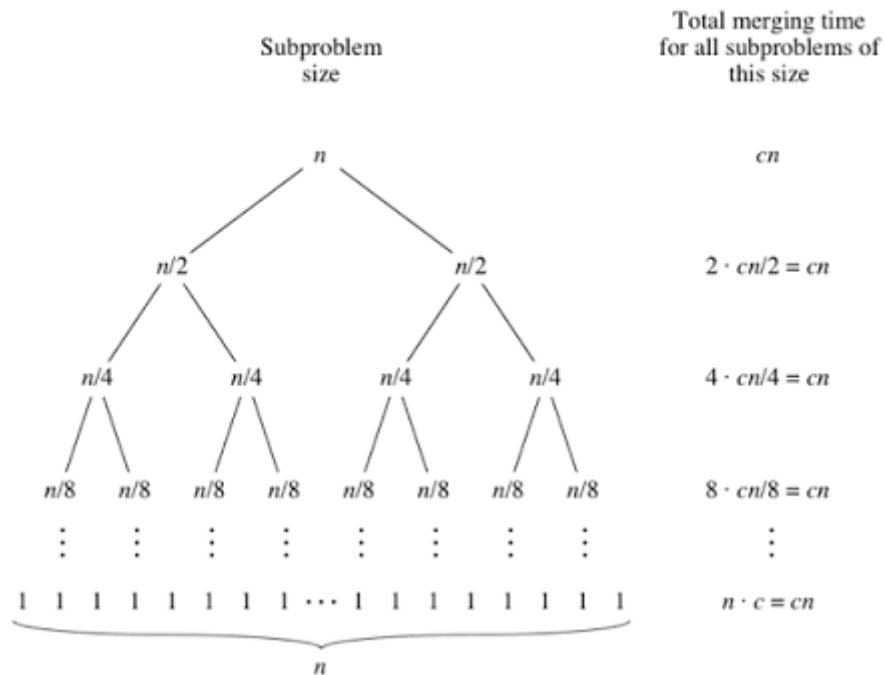 Subproblem
size
Total merging time
for all subproblems of
this size
n
cn
n/2 n/2
2 · cn/2 = cn
n/4 n/4 n/4 n/4
4 · cn/4 = cn
n/8 n/8 n/8 n/8 n/8 n/8 n/8 n/8
8 · cn/8 = cn
1 1 1 1 1 1 1 1 ··· 1 1 1 1 1 1 1 1
n · c = cn
n